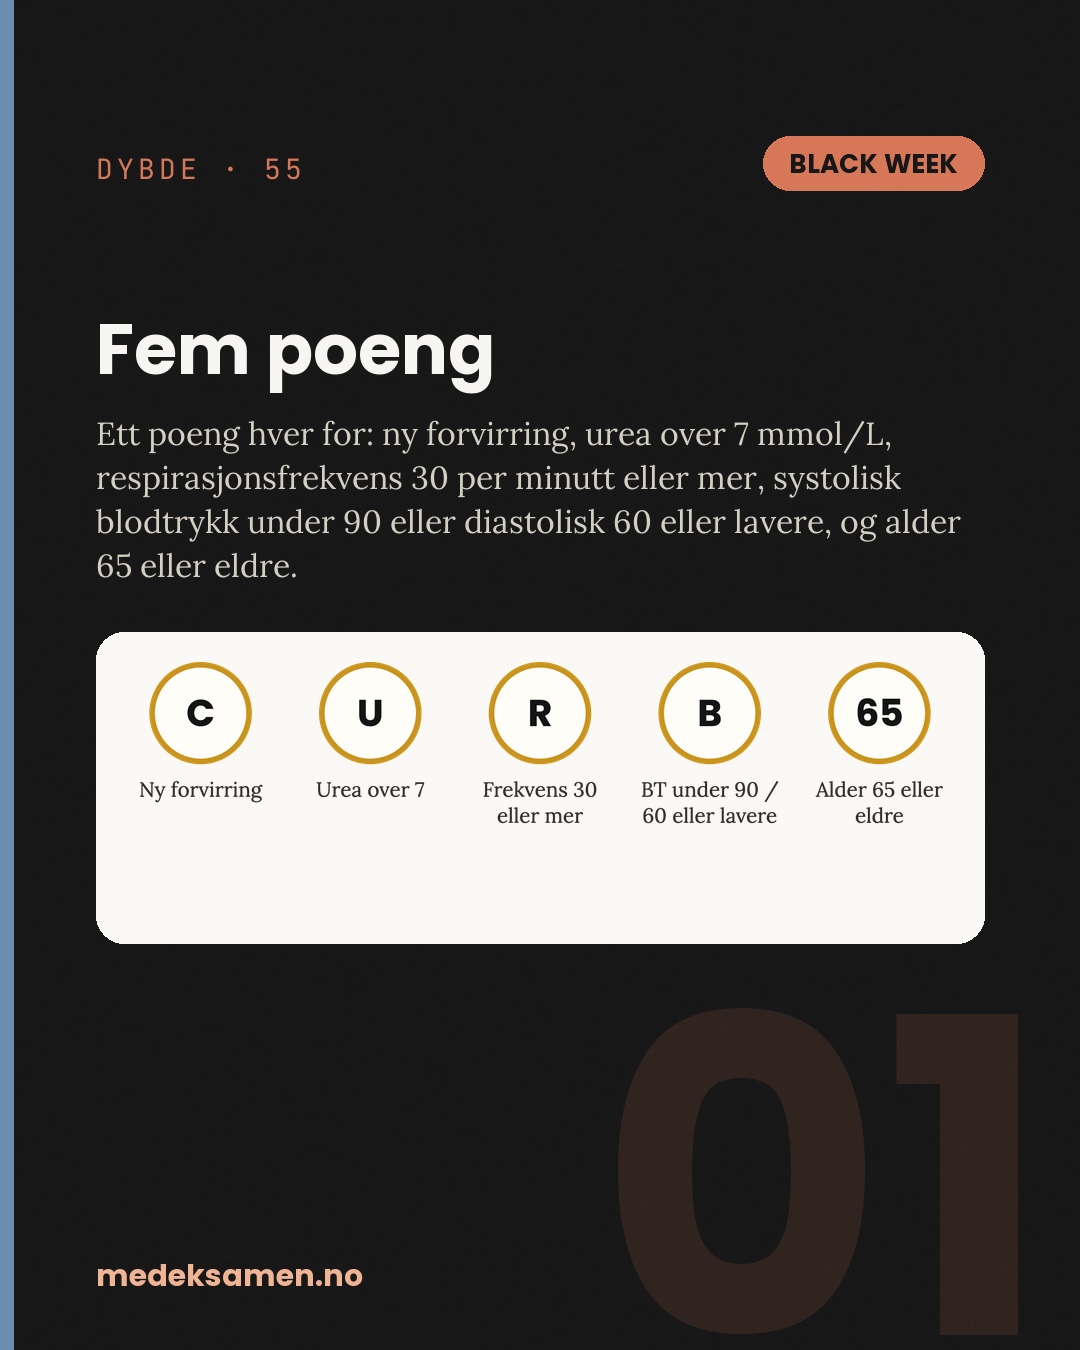 DYBDE · 55
BLACK WEEK
Fem poeng
Ett poeng hver for: ny forvirring, urea over 7 mmol/L,
respirasjonsfrekvens 30 per minutt eller mer, systolisk
blodtrykk under 90 eller diastolisk 60 eller lavere, og alder
65 eller eldre.
C
Ny forvirring
U
Urea over 7
R
Frekvens 30
eller mer
B
BT under 90 /
60 eller lavere
65
Alder 65 eller
eldre
01
medeksamen.no